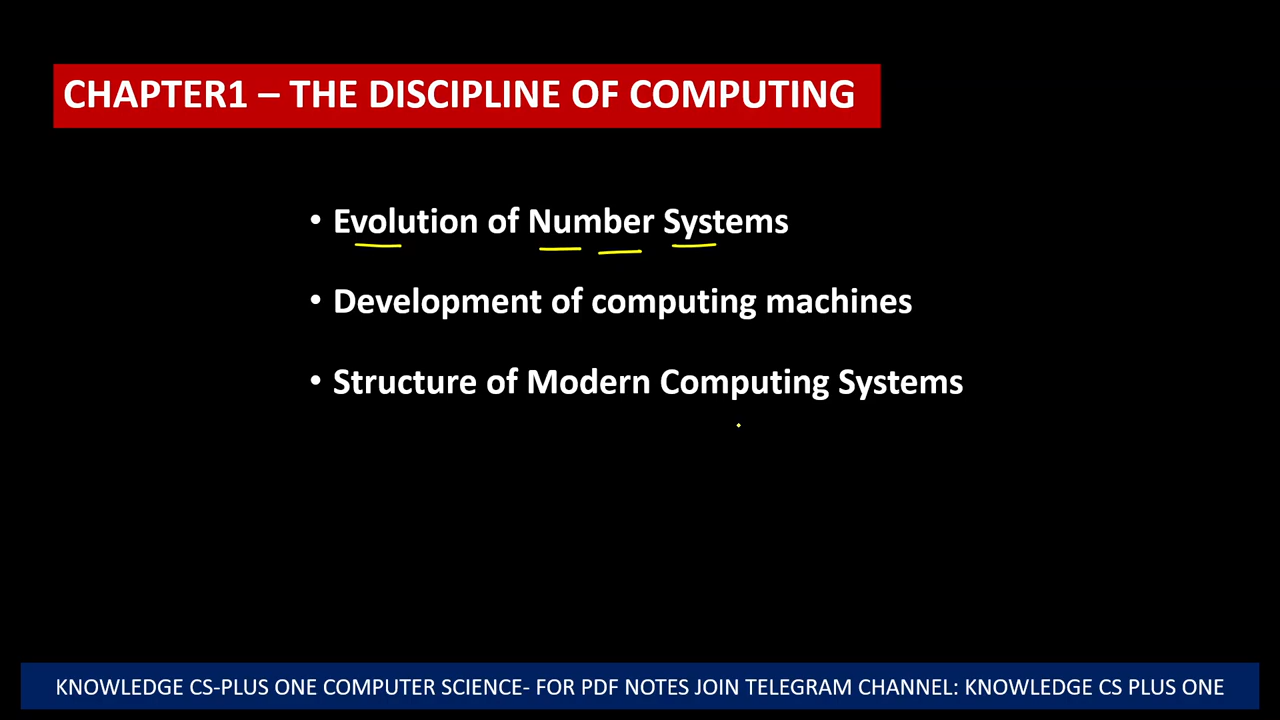 CHAPTER1 – THE DISCIPLINE OF COMPUTING
• Evolution of Number Systems
• Development of computing machines
• Structure of Modern Computing Systems
KNOWLEDGE CS-PLUS ONE COMPUTER SCIENCE- FOR PDF NOTES JOIN TELEGRAM CHANNEL: KNOWLEDGE CS PLUS ONE